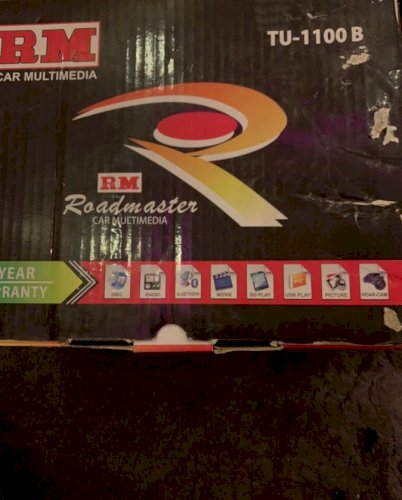 RM
CAR MULTIMEDIA
TU-1100 B
RM
Roadmaster
CAR MULTIMEDIA
YEAR
DISC
RADIO
BLUETOOTH
MOVIE
SD PLAY
USB PLAY
PICTURE
REAR-CAM